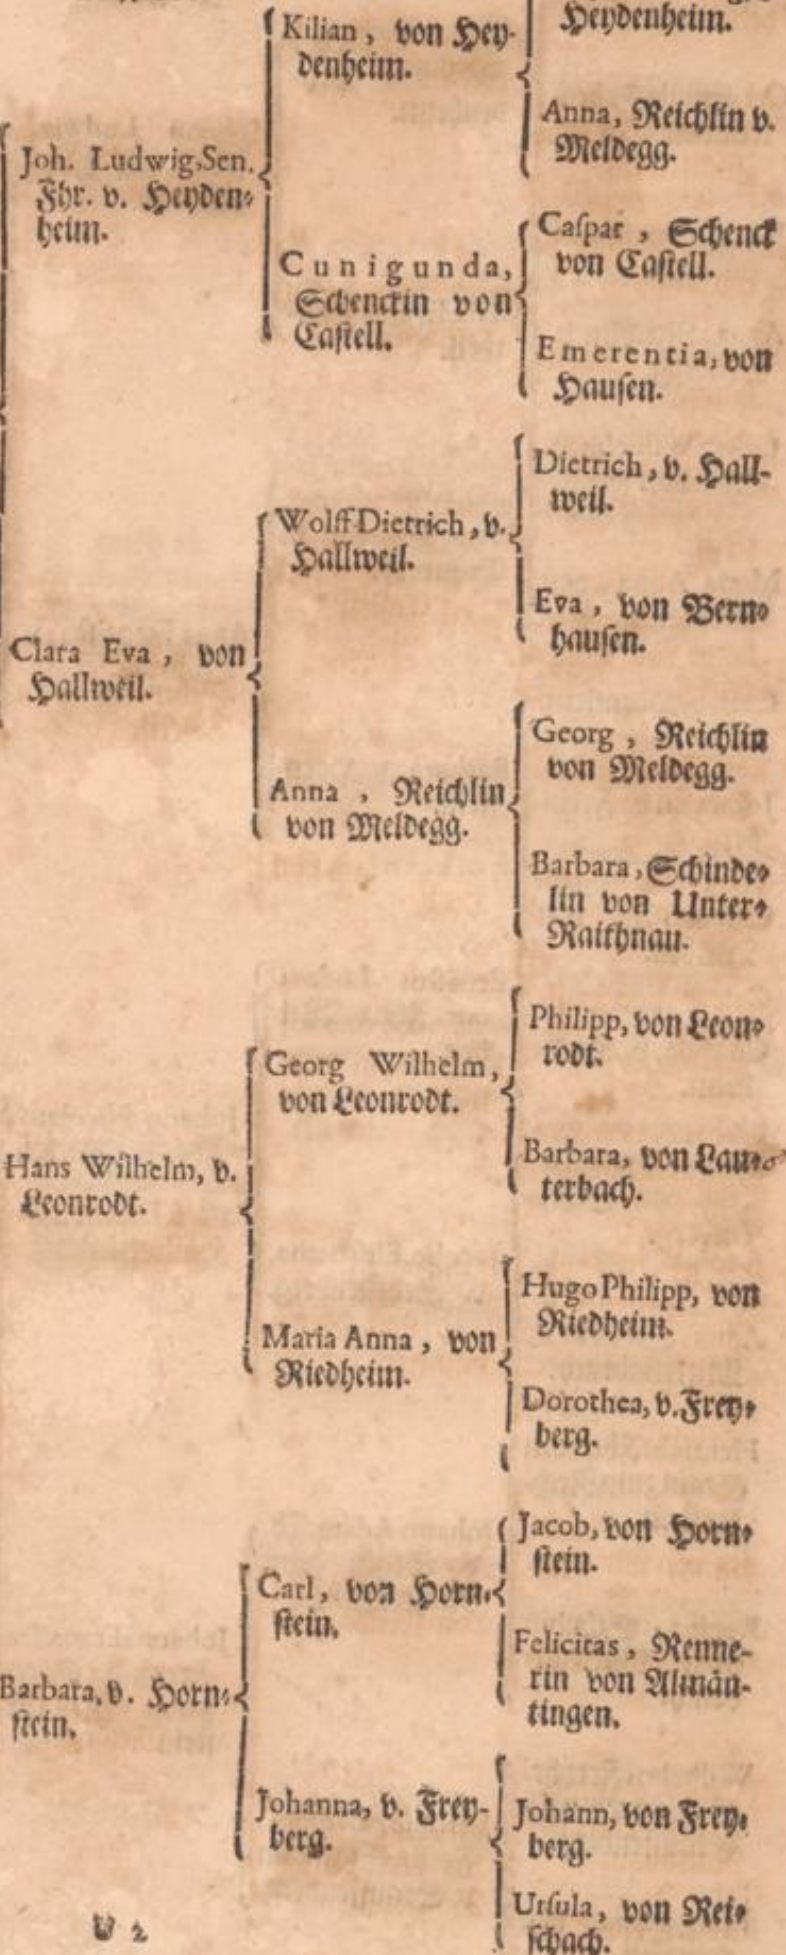 Joh. Ludwig, Sen.
Fhr. v. Heyden-
heim.
Clara Eva, von
Hallweil.
Hans Wilhelm, v.
Leonrodt.
Barbara, v. Horn-
stein.
Kilian, von Hey-
denheim.
Cunigunda,
Schenckin von
Castell.
Wolff Dietrich, v.
Hallweil.
Anna, Reichlin
von Meldegg.
Georg Wilhelm,
von Leonrodt.
Maria Anna, von
Riedheim.
Carl, von Horn-
stein.
Johanna, v. Frey-
berg.
Heydenheim.
Anna, Reichlin v.
Meldegg.
Caspar, Schenck
von Castell.
Emerentia, von
Hausen.
Dietrich, v. Hall-
weil.
Eva, von Bern-
hausen.
Georg, Reichlin
von Meldegg.
Barbara, Schinde-
lin von Unter-
Raithnau.
Philipp, von Leon-
rodt.
Barbara, von Lau-
terbach.
Hugo Philipp, von
Riedheim.
Dorothea, v. Frey-
berg.
Jacob, von Horn-
stein.
Felicitas, Renne-
rin von Almän-
tingen.
Johann, von Frey-
berg.
Ursula, von Rei-
schach.
U 2